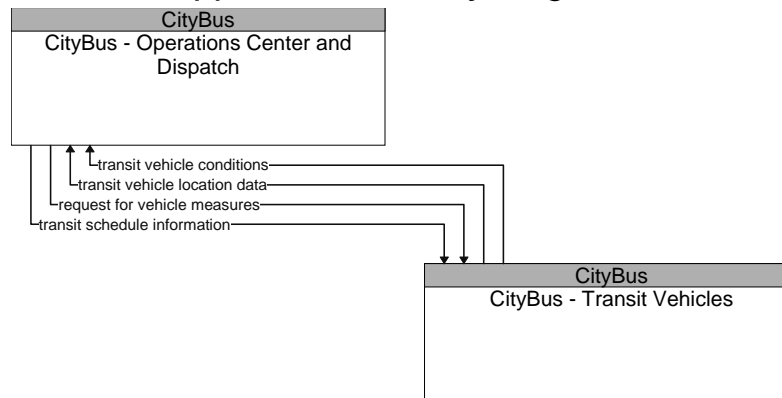 CityBus
CityBus - Operations Center and
Dispatch
transit vehicle conditions
transit vehicle location data
request for vehicle measures
transit schedule information
CityBus
CityBus - Transit Vehicles